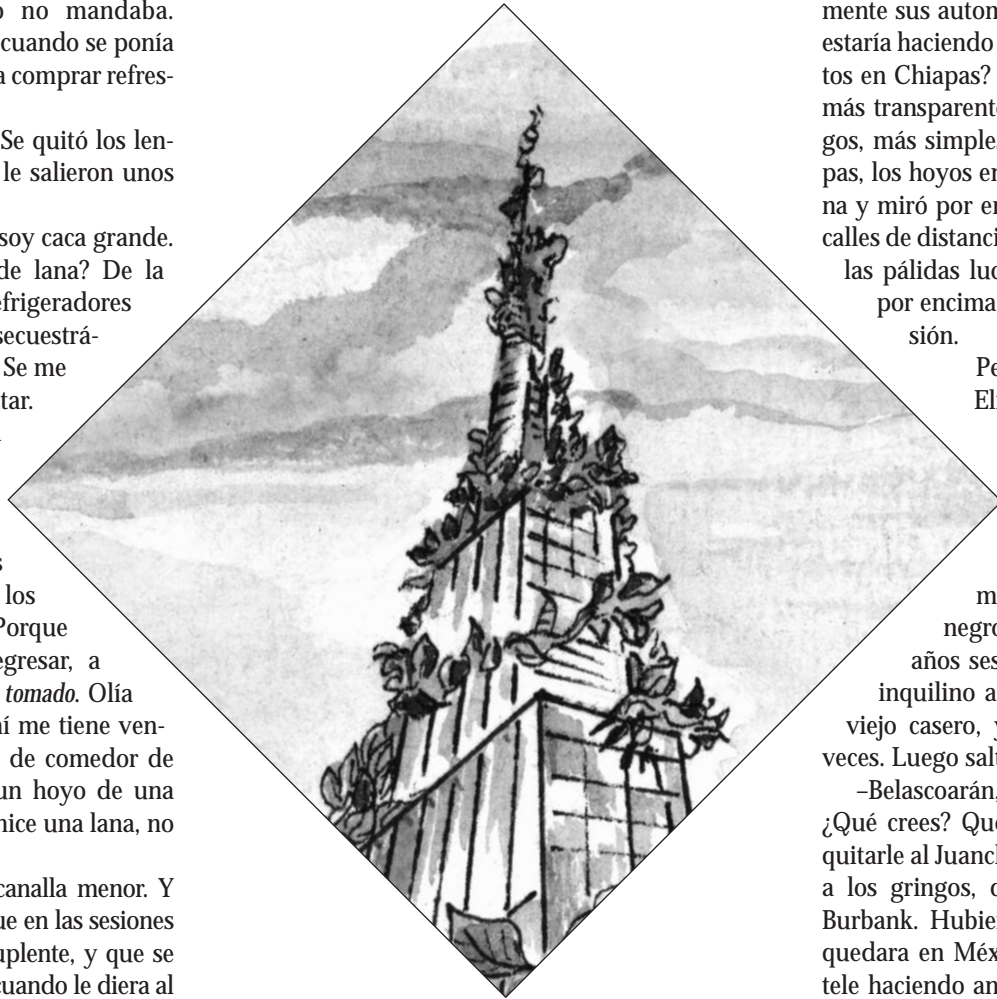 no mandaba.
cuando se ponía
a comprar refres-
Se quitó los len-
le salieron unos
soy caca grande.
de lana? De la
efrigeradores
secuestrá-
Se me
tar.
s
los
Porque
egresar, a
tomado. Olía
ní me tiene ven-
de comedor de
un hoyo de una
hice una lana, no
canalla menor. Y
ue en las sesiones
uplente, y que se
cuando le diera al
mente sus autom
estaría haciendo
tos en Chiapas?
más transparente
gos, más simples
pas, los hoyos en
na y miró por en
calles de distanci
las pálidas luc
por encima
sión.
Pe
El
m
negro
años ses
inquilino a
viejo casero, y
veces. Luego salt
–Belascoarán,
¿Qué crees? Que
quitarle al Juancl
a los gringos, d
Burbank. Hubier
quedara en Méx
tele haciendo an